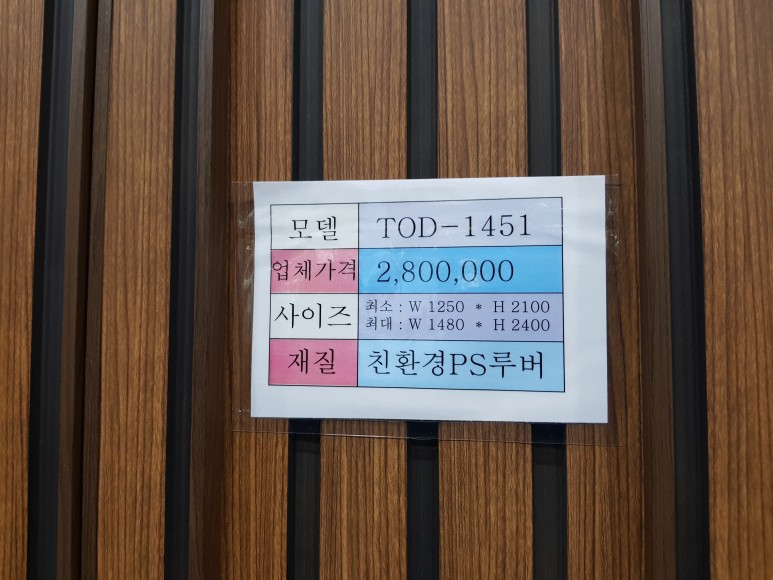 모델 TOD-1451
업체가격 2,800,000
사이즈 최소 : W 1250 * H 2100
최대 : W 1480 * H 2400
재질 친환경PS루버